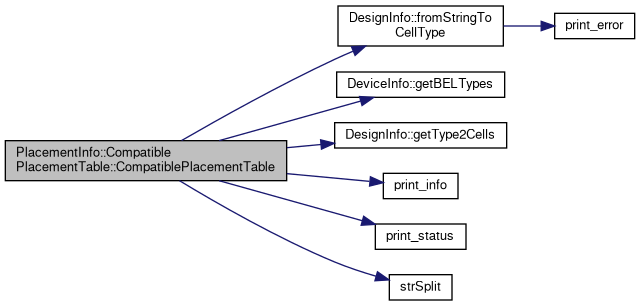 DesignInfo::fromStringTo
CellType
print_error
DeviceInfo::getBELTypes
DesignInfo::getType2Cells
PlacementInfo::Compatible
PlacementTable::CompatiblePlacementTable
print_info
print_status
strSplit